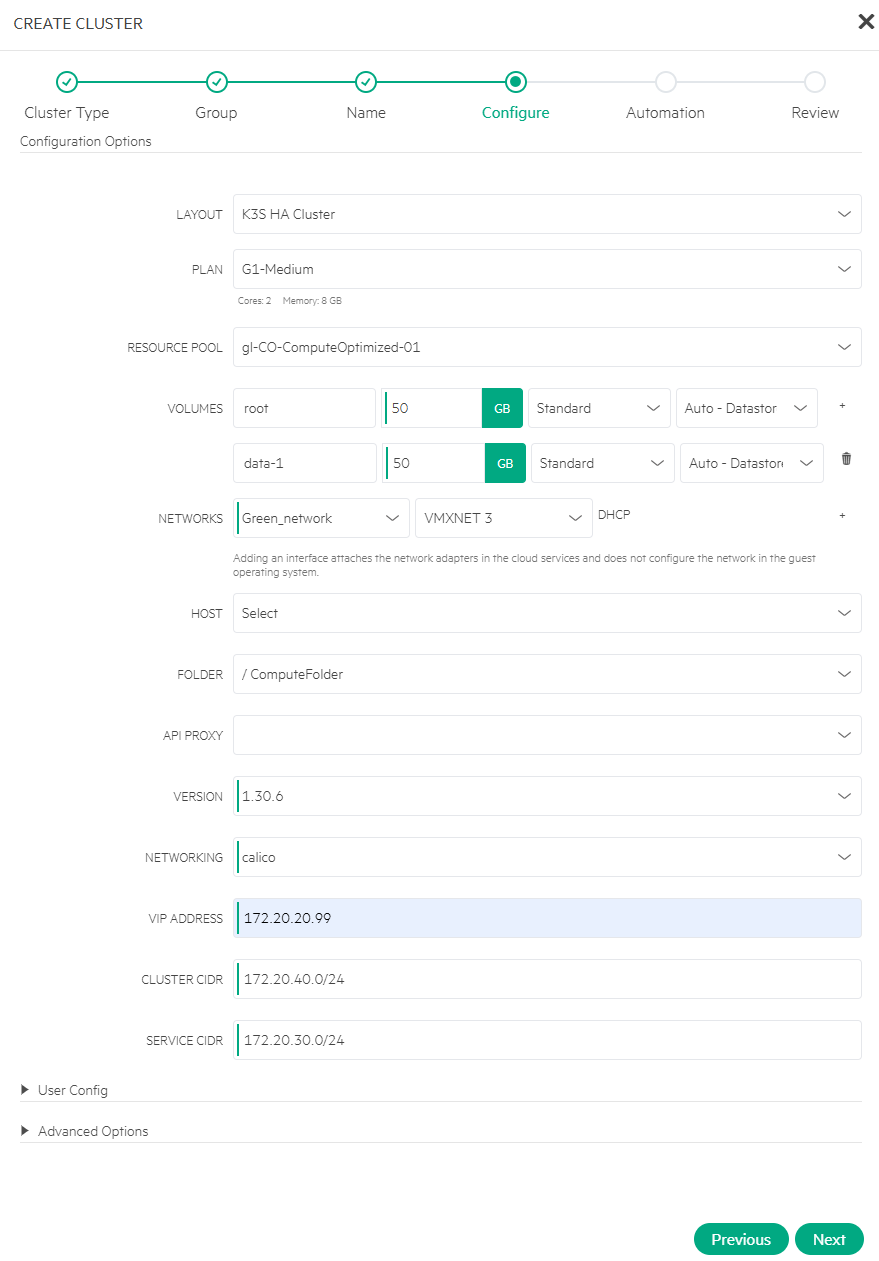 CREATE CLUSTER
Cluster Type Group Name Configure Automation Review
Configuration Options
LAYOUT K3S HA Cluster
PLAN G1-Medium
Cores: 2 Memory: 8 GB
RESOURCE POOL gl-CO-ComputeOptimized-01
VOLUMES root 50 GB Standard Auto - Datastor +
data-1 50 GB Standard Auto - Datastore
NETWORKS Green_network VMXNET 3 DHCP +
Adding an interface attaches the network adapters in the cloud services and does not configure the network in the guest
operating system.
HOST Select
FOLDER / ComputeFolder
API PROXY
VERSION 1.30.6
NETWORKING calico
VIP ADDRESS 172.20.20.99
CLUSTER CIDR 172.20.40.0/24
SERVICE CIDR 172.20.30.0/24
User Config
Advanced Options
Previous Next